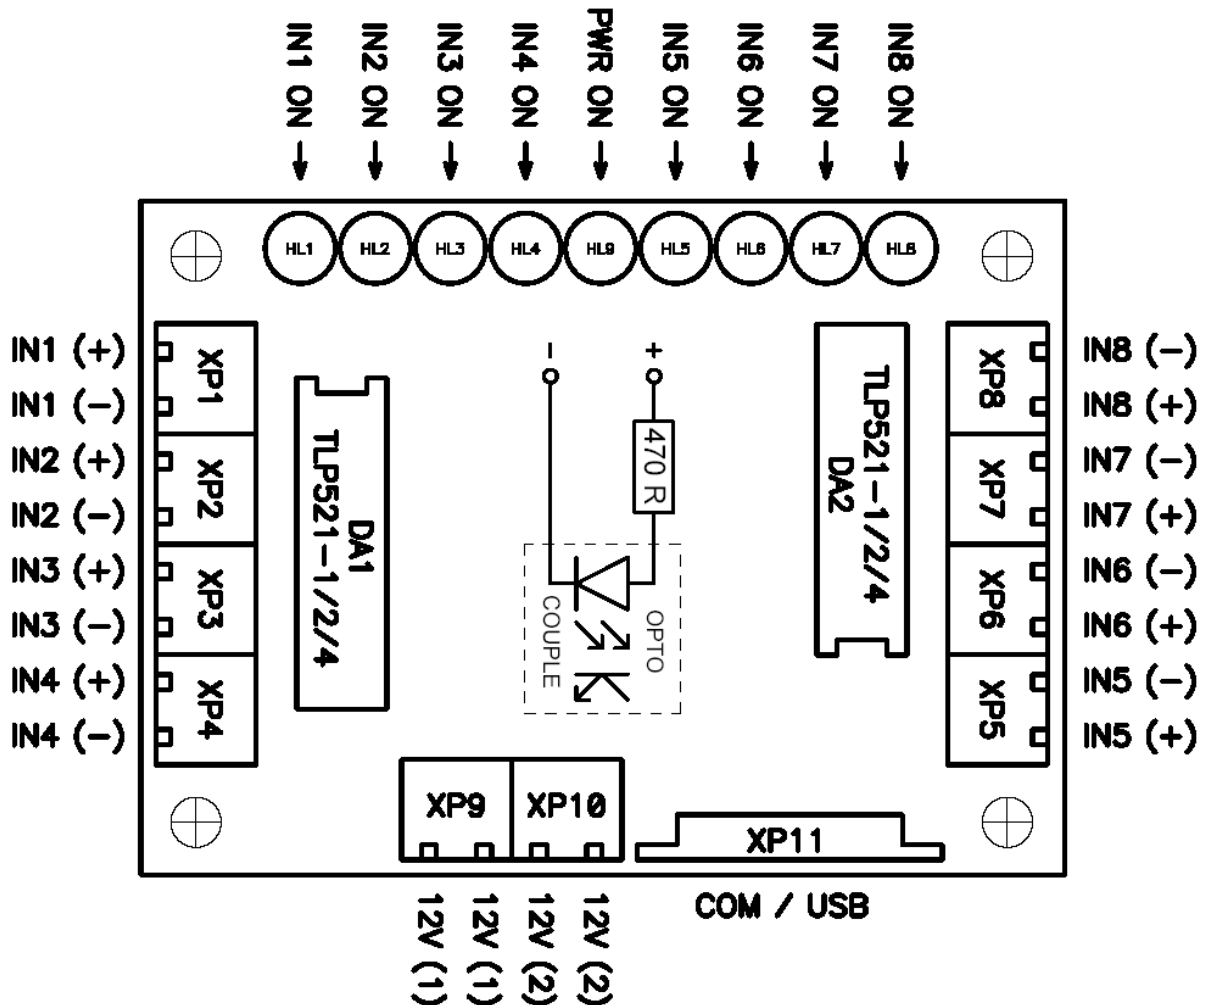 IN1 ON
IN2 ON
IN3 ON
IN4 ON
PWR ON
IN5 ON
IN6 ON
IN7 ON
IN8 ON
HL1
HL2
HL3
HL4
HL9
HL5
HL6
HL7
HL8
IN1 (+)
IN1 (-)
IN2 (+)
IN2 (-)
IN3 (+)
IN3 (-)
IN4 (+)
IN4 (-)
XP1
XP2
XP3
XP4
DA1
TLP521-1/2/4
-
+
470 R
OPTO
COUPLE
TLP521-1/2/4
DA2
XP8
XP7
XP6
XP5
IN8 (-)
IN8 (+)
IN7 (-)
IN7 (+)
IN6 (-)
IN6 (+)
IN5 (-)
IN5 (+)
XP9
XP10
XP11
12V (1)
12V (1)
12V (2)
12V (2)
COM / USB